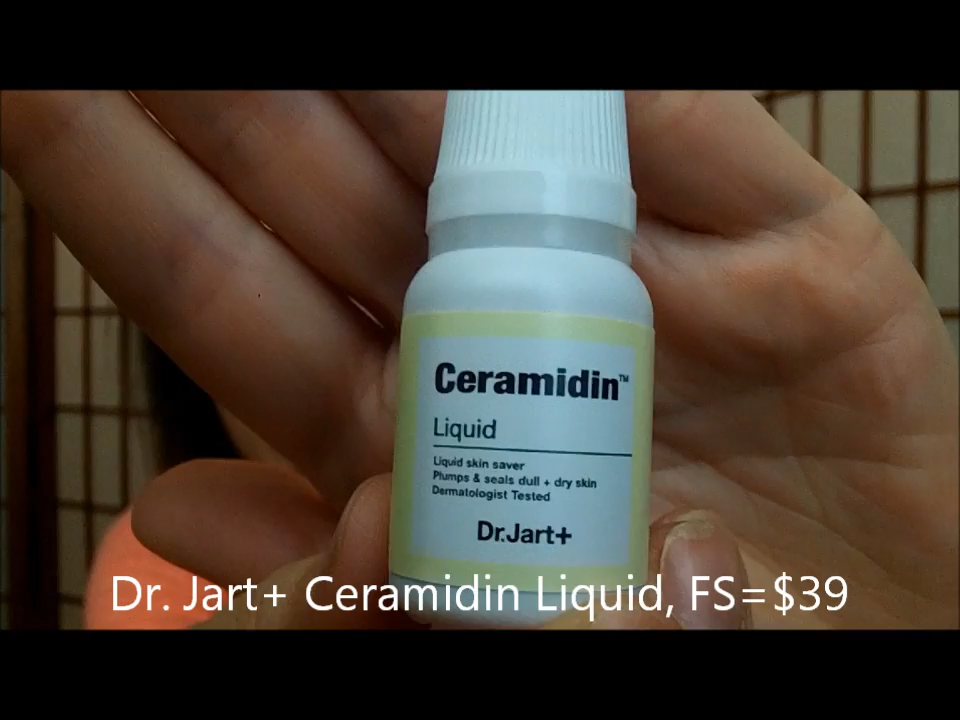 Ceramidin™
Liquid
Liquid skin saver
Plumps & seals dull + dry skin
Dermatologist Tested
Dr.Jart+
Dr. Jart+ Ceramidin Liquid, FS=$39